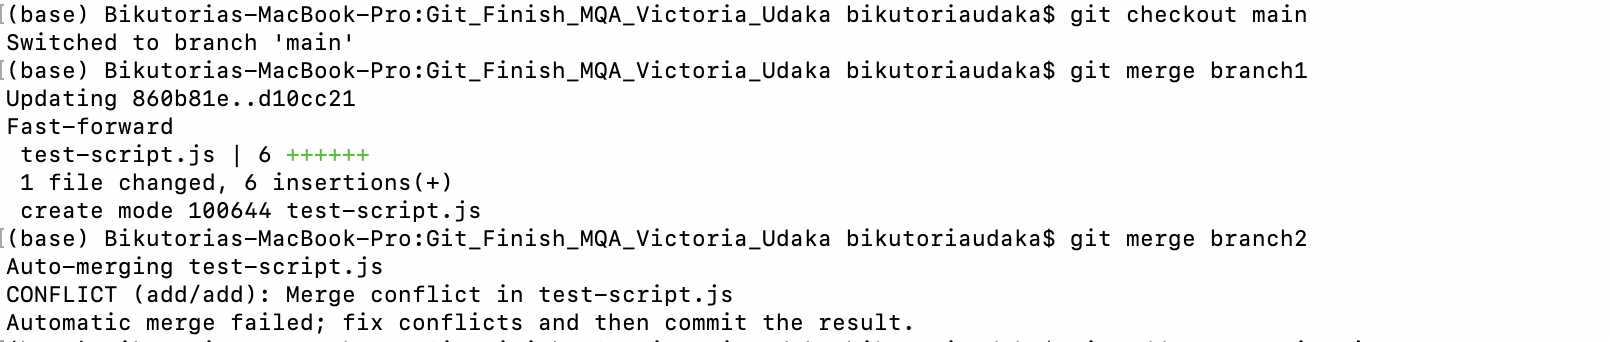 (base) Bikutorias-MacBook-Pro:Git_Finish_MQA_Victoria_Udaka bikutoriaudaka$ git checkout main
Switched to branch 'main'
(base) Bikutorias-MacBook-Pro:Git_Finish_MQA_Victoria_Udaka bikutoriaudaka$ git merge branch1
Updating 860b81e..d10cc21
Fast-forward
test-script.js | 6 ++++++
1 file changed, 6 insertions(+)
create mode 100644 test-script.js
(base) Bikutorias-MacBook-Pro:Git_Finish_MQA_Victoria_Udaka bikutoriaudaka$ git merge branch2
Auto-merging test-script.js
CONFLICT (add/add): Merge conflict in test-script.js
Automatic merge failed; fix conflicts and then commit the result.